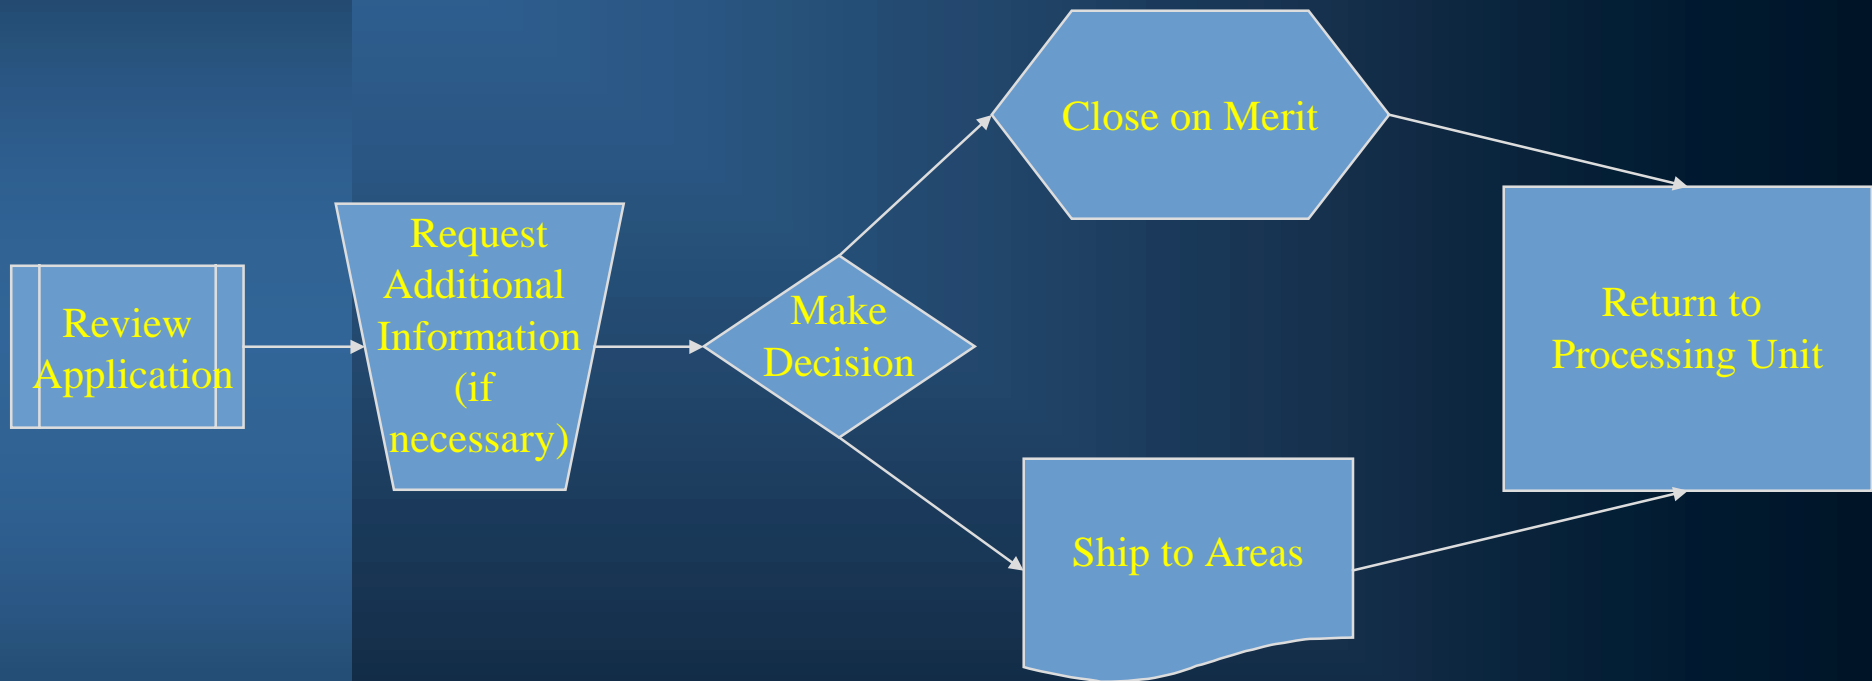 Review
Application
Request
Additional
Information
(if
necessary)
Make
Decision
Close on Merit
Ship to Areas
Return to
Processing Unit